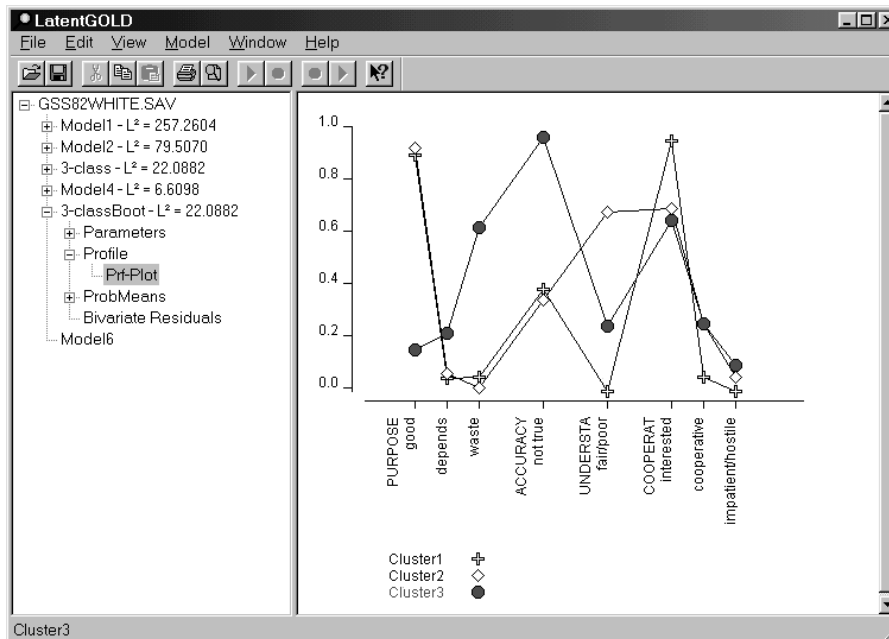 LatentGOLD
File Edit View Model Window Help
GSS82WHITE.SAV
Model1 - L² = 257.2604
Model2 - L² = 79.5070
3-class - L² = 22.0882
Model4 - L² = 6.6098
3-classBoot - L² = 22.0882
Parameters
Profile
Prf-Plot
ProbMeans
Bivariate Residuals
Model6
1.0
0.8
0.6
0.4
0.2
0.0
PURPOSE
good
depends
waste
ACCURACY
not true
UNDERSTA
fair/poor
COOPERAT
interested
cooperative
impatient/hostile
Cluster1
Cluster2
Cluster3
Cluster3